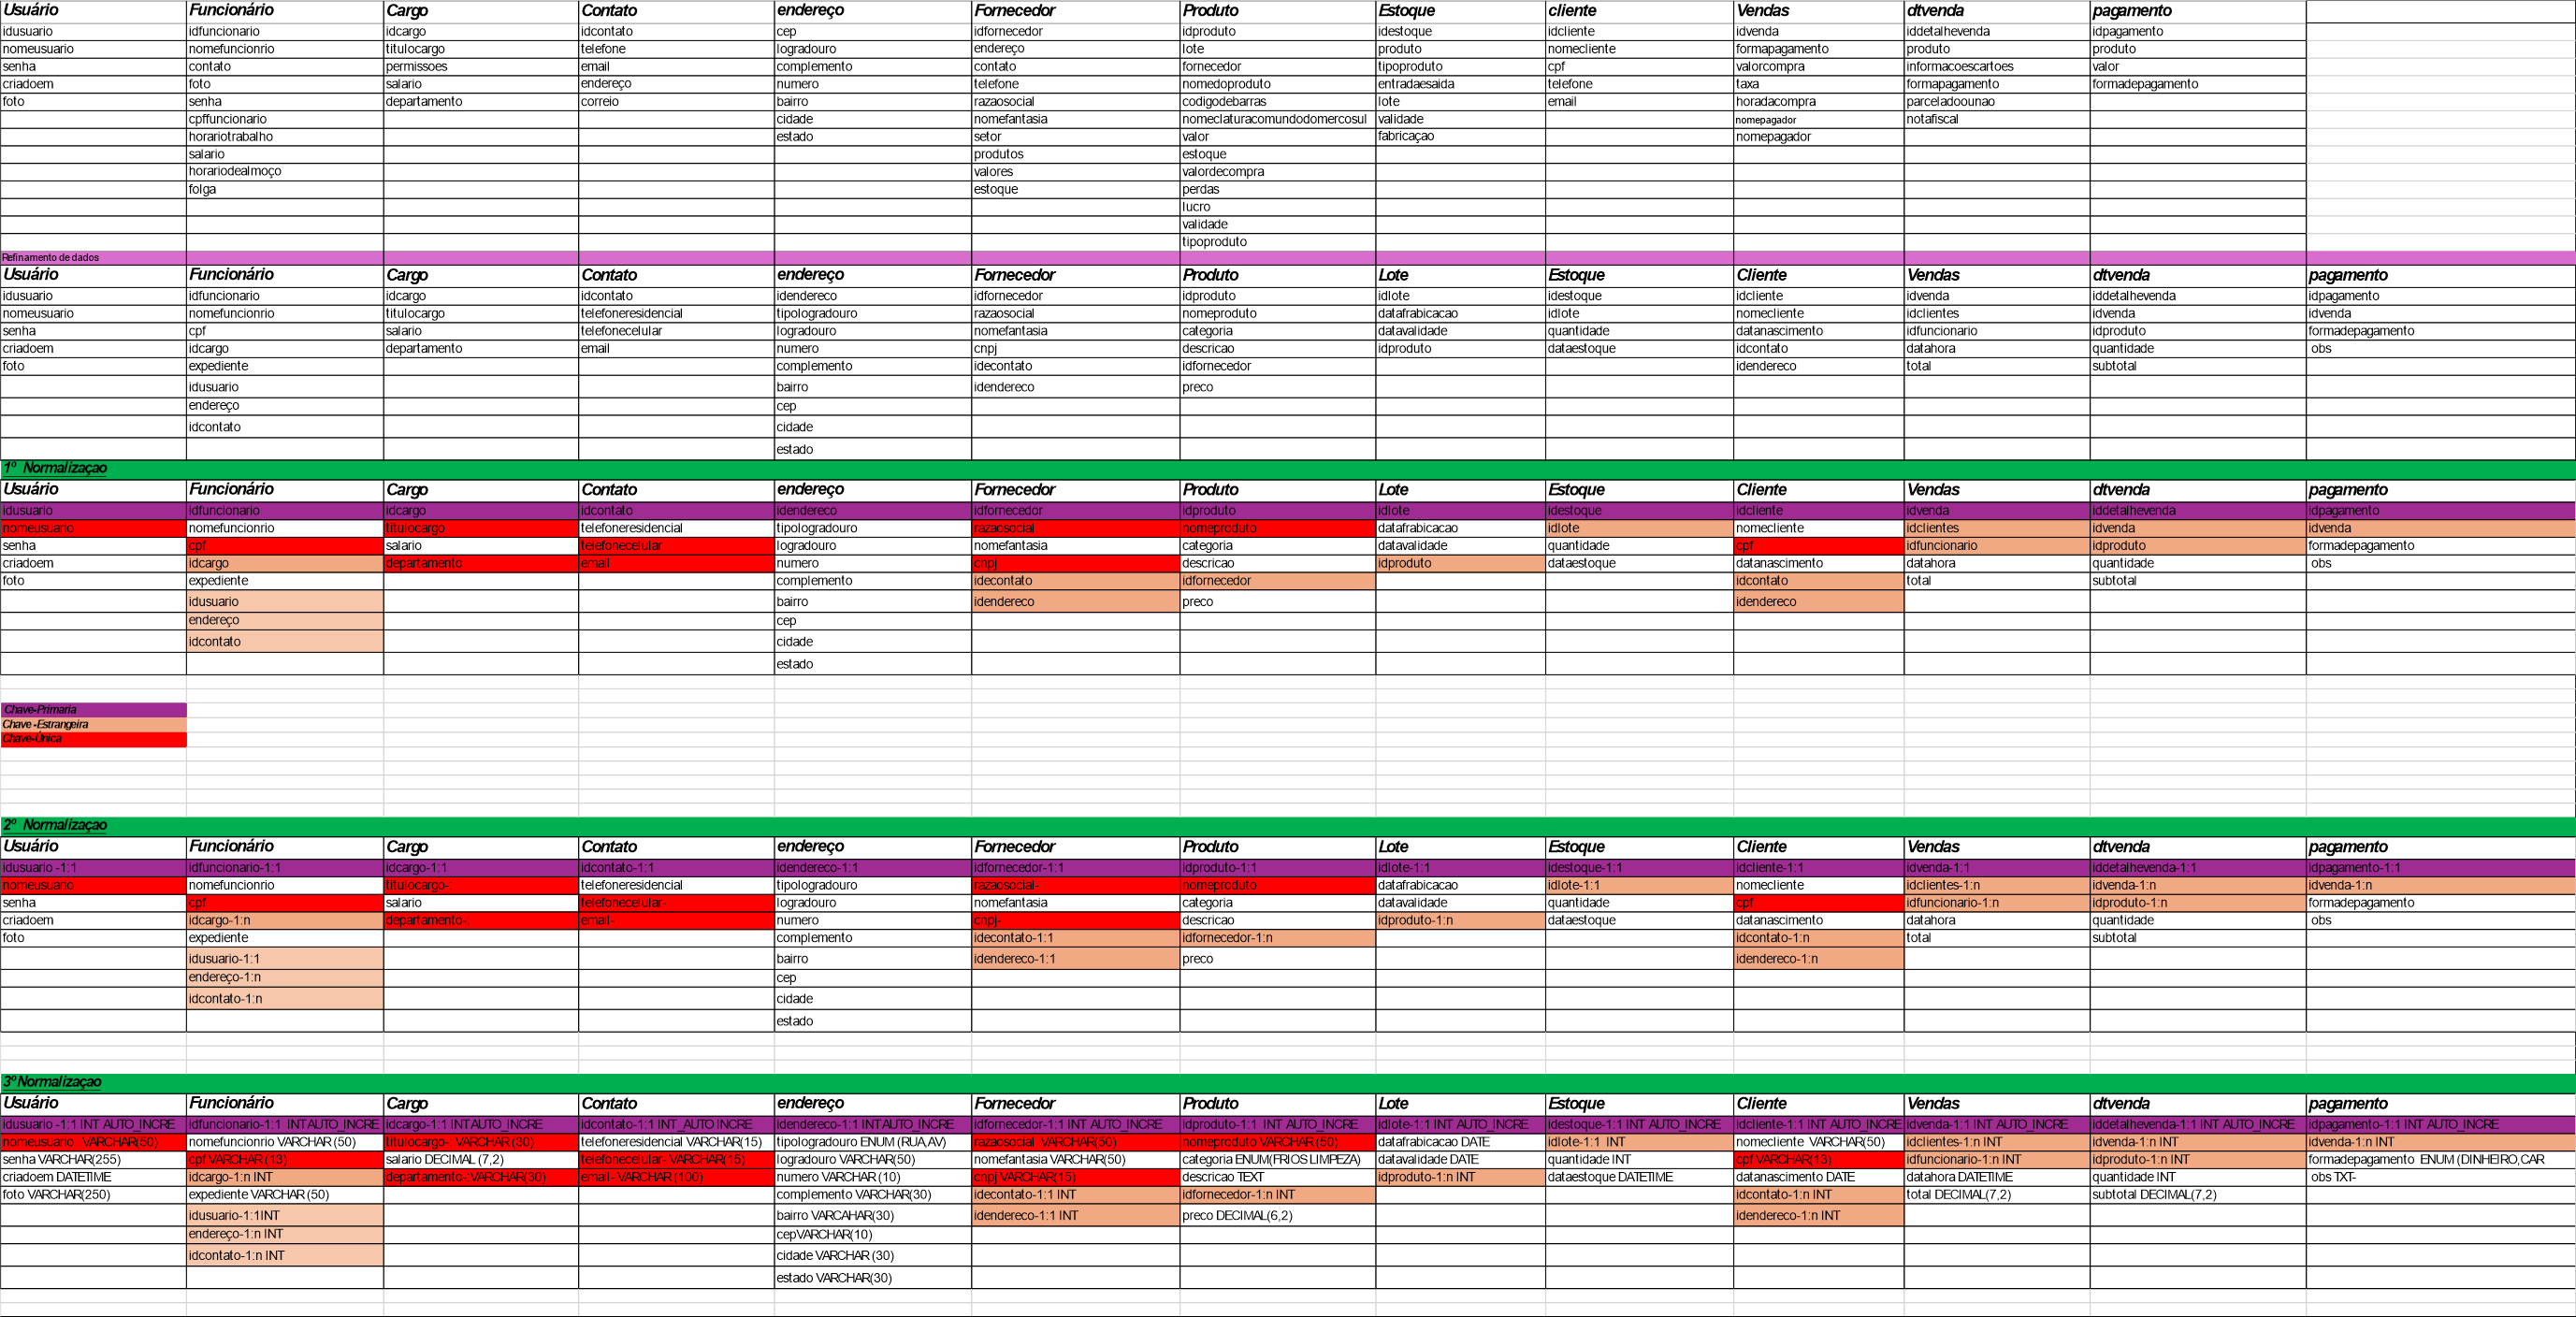 Usuário Funcionário Cargo Contato endereço Fornecedor Produto Estoque cliente Vendas dtvenda pagamento
idusuario idfuncionario idcargo idcontato cep idfornecedor idproduto idestoque idcliente idvenda iddetalhevenda idpagamento
nomeusuario nomefuncionrio titulocargo telefone logradouro endereço lote produto nomecliente formapagamento produto produto
senha contato permissoes email complemento contato fornecedor tipoproduto cpf valorcompra informacoescartoes valor
criadoem foto salario endereço numero telefone nomedoproduto entradaesaida telefone taxa formapagamento formadepagamento
foto senha departamento correio bairro razaosocial codigodebarras lote email horadacompra parceladoounao
cpffuncionario cidade nomefantasia nomeclaturacomundodomercosul validade nomepagador notafiscal
horariotrabalho estado setor valor fabricaçao nomepagador
salario produtos estoque
horariodealmoço valores valordecompra
folga estoque perdas
lucro
validade
tipoproduto
Refinamento de dados
Usuário Funcionário Cargo Contato endereço Fornecedor Produto Lote Estoque Cliente Vendas dtvenda pagamento
idusuario idfuncionario idcargo idcontato idendereco idfornecedor idproduto idlote idestoque idcliente idvenda iddetalhevenda idpagamento
nomeusuario nomefuncionrio titulocargo telefoneresidencial tipologradouro razaosocial nomeproduto datafrabicacao idlote nomecliente idclientes idvenda idvenda
senha cpf salario telefonecelular logradouro nomefantasia categoria datavalidade quantidade datanascimento idfuncionario idproduto formadepagamento
criadoem idcargo departamento email numero cnpj descricao idproduto dataestoque idcontato datahora quantidade obs
foto expediente complemento idecontato idfornecedor idendereco total subtotal
idusuario bairro idendereco preco
endereço cep
idcontato cidade
estado
1º Normalizaçao
Usuário Funcionário Cargo Contato endereço Fornecedor Produto Lote Estoque Cliente Vendas dtvenda pagamento
idusuario idfuncionario idcargo idcontato idendereco idfornecedor idproduto idlote idestoque idcliente idvenda iddetalhevenda idpagamento
nomeusuario nomefuncionrio titulocargo telefoneresidencial tipologradouro razaosocial nomeproduto datafrabicacao idlote nomecliente idclientes idvenda idvenda
senha cpf salario telefonecelular logradouro nomefantasia categoria datavalidade quantidade cpf idfuncionario idproduto formadepagamento
criadoem idcargo departamento email numero cnpj descricao idproduto dataestoque datanascimento datahora quantidade obs
foto expediente complemento idecontato idfornecedor idcontato total subtotal
idusuario bairro idendereco preco idendereco
endereço cep
idcontato cidade
estado
Chave-Primaria
Chave -Estrangeira
Chave-Única
2º Normalizaçao
Usuário Funcionário Cargo Contato endereço Fornecedor Produto Lote Estoque Cliente Vendas dtvenda pagamento
idusuario -1:1 idfuncionario-1:1 idcargo-1:1 idcontato-1:1 idendereco-1:1 idfornecedor-1:1 idproduto-1:1 idlote-1:1 idestoque-1:1 idcliente-1:1 idvenda-1:1 iddetalhevenda-1:1 idpagamento-1:1
nomeusuario nomefuncionrio titulocargo-: telefoneresidencial tipologradouro razaosocial- nomeproduto datafrabicacao idlote-1:1 nomecliente idclientes-1:n idvenda-1:n idvenda-1:n
senha cpf salario telefonecelular- logradouro nomefantasia categoria datavalidade quantidade cpf idfuncionario-1:n idproduto-1:n formadepagamento
criadoem idcargo-1:n departamento-: email- numero cnpj- descricao idproduto-1:n dataestoque datanascimento datahora quantidade obs
foto expediente complemento idecontato-1:1 idfornecedor-1:n idcontato-1:n total subtotal
idusuario-1:1 bairro idendereco-1:1 preco idendereco-1:n
endereço-1:n cep
idcontato-1:n cidade
estado
3ºNormalizaçao
Usuário Funcionário Cargo Contato endereço Fornecedor Produto Lote Estoque Cliente Vendas dtvenda pagamento
idusuario -1:1 INT AUTO_INCRE idfuncionario-1:1 INT AUTO_INCRE idcargo-1:1 INT AUTO_INCRE idcontato-1:1 INT_AUTO INCRE idendereco-1:1 INT AUTO_INCRE idfornecedor-1:1 INT AUTO_INCRE idproduto-1:1 INT AUTO_INCRE idlote-1:1 INT AUTO_INCRE idestoque-1:1 INT AUTO_INCRE idcliente-1:1 INT AUTO_INCRE idvenda-1:1 INT AUTO_INCRE iddetalhevenda-1:1 INT AUTO_INCRE idpagamento-1:1 INT AUTO_INCRE
nomeusuario VARCHAR(50) nomefuncionrio VARCHAR (50) titulocargo-: VARCHAR (30) telefoneresidencial VARCHAR(15) tipologradouro ENUM (RUA,AV) razaosocial VARCHAR(50) nomeproduto VARCHAR (50) datafrabicacao DATE idlote-1:1 INT nomecliente VARCHAR(50) idclientes-1:n INT idvenda-1:n INT idvenda-1:n INT
senha VARCHAR(255) cpf VARCHAR (13) salario DECIMAL (7,2) telefonecelular- VARCHAR(15) logradouro VARCHAR(50) nomefantasia VARCHAR(50) categoria ENUM(FRIOS LIMPEZA) datavalidade DATE quantidade INT cpf VARCHAR(13) idfuncionario-1:n INT idproduto-1:n INT formadepagamento ENUM (DINHEIRO,CAR
criadoem DATETIME idcargo-1:n INT departamento-:VARCHAR(30) email- VARCHAR (100) numero VARCHAR (10) cnpj VARCHAR(15) descricao TEXT idproduto-1:n INT dataestoque DATETIME datanascimento DATE datahora DATETIME quantidade INT obs TXT-
foto VARCHAR(250) expediente VARCHAR (50) complemento VARCHAR(30) idecontato-1:1 INT idfornecedor-1:n INT idcontato-1:n INT total DECIMAL(7,2) subtotal DECIMAL(7,2)
idusuario-1:1INT bairro VARCAHAR(30) idendereco-1:1 INT preco DECIMAL(6,2) idendereco-1:n INT
endereço-1:n INT cepVARCHAR(10)
idcontato-1:n INT cidade VARCHAR (30)
estado VARCHAR(30)